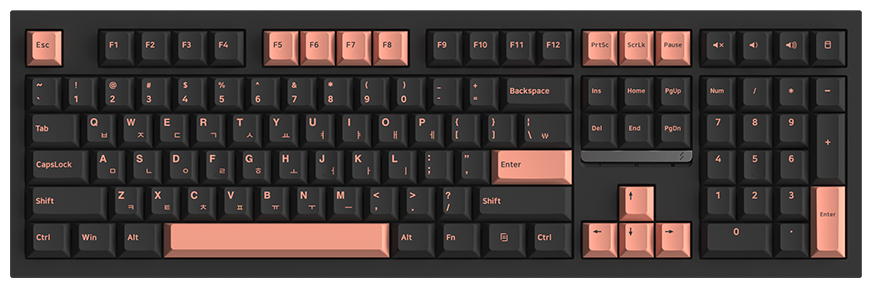 Esc F1 F2 F3 F4 F5 F6 F7 F8 F9 F10 F11 F12 PrtSc ScrLk Pause
~ ! @ # $ % ^ & * ( ) _ +
` 1 2 3 4 5 6 7 8 9 0 - = Backspace Ins Home PgUp Num / * −
Tab Q W E R T Y U I O P { } | 7 8 9
ㅂ ㅈ ㄷ ㄱ ㅅ ㅛ ㅕ ㅑ ㅐ ㅔ [ ] \ ₩ Del End PgDn +
CapsLock A S D F G H J K L : " Enter 4 5 6
ㅁ ㄴ ㅇ ㄹ ㅎ ㅗ ㅓ ㅏ ㅣ ; '
Shift Z X C V B N M < > ? Shift ↑ 1 2 3
ㅋ ㅌ ㅊ ㅍ ㅠ ㅜ ㅡ , . / Enter
Ctrl Win Alt Alt Fn Ctrl ← ↓ → 0 .